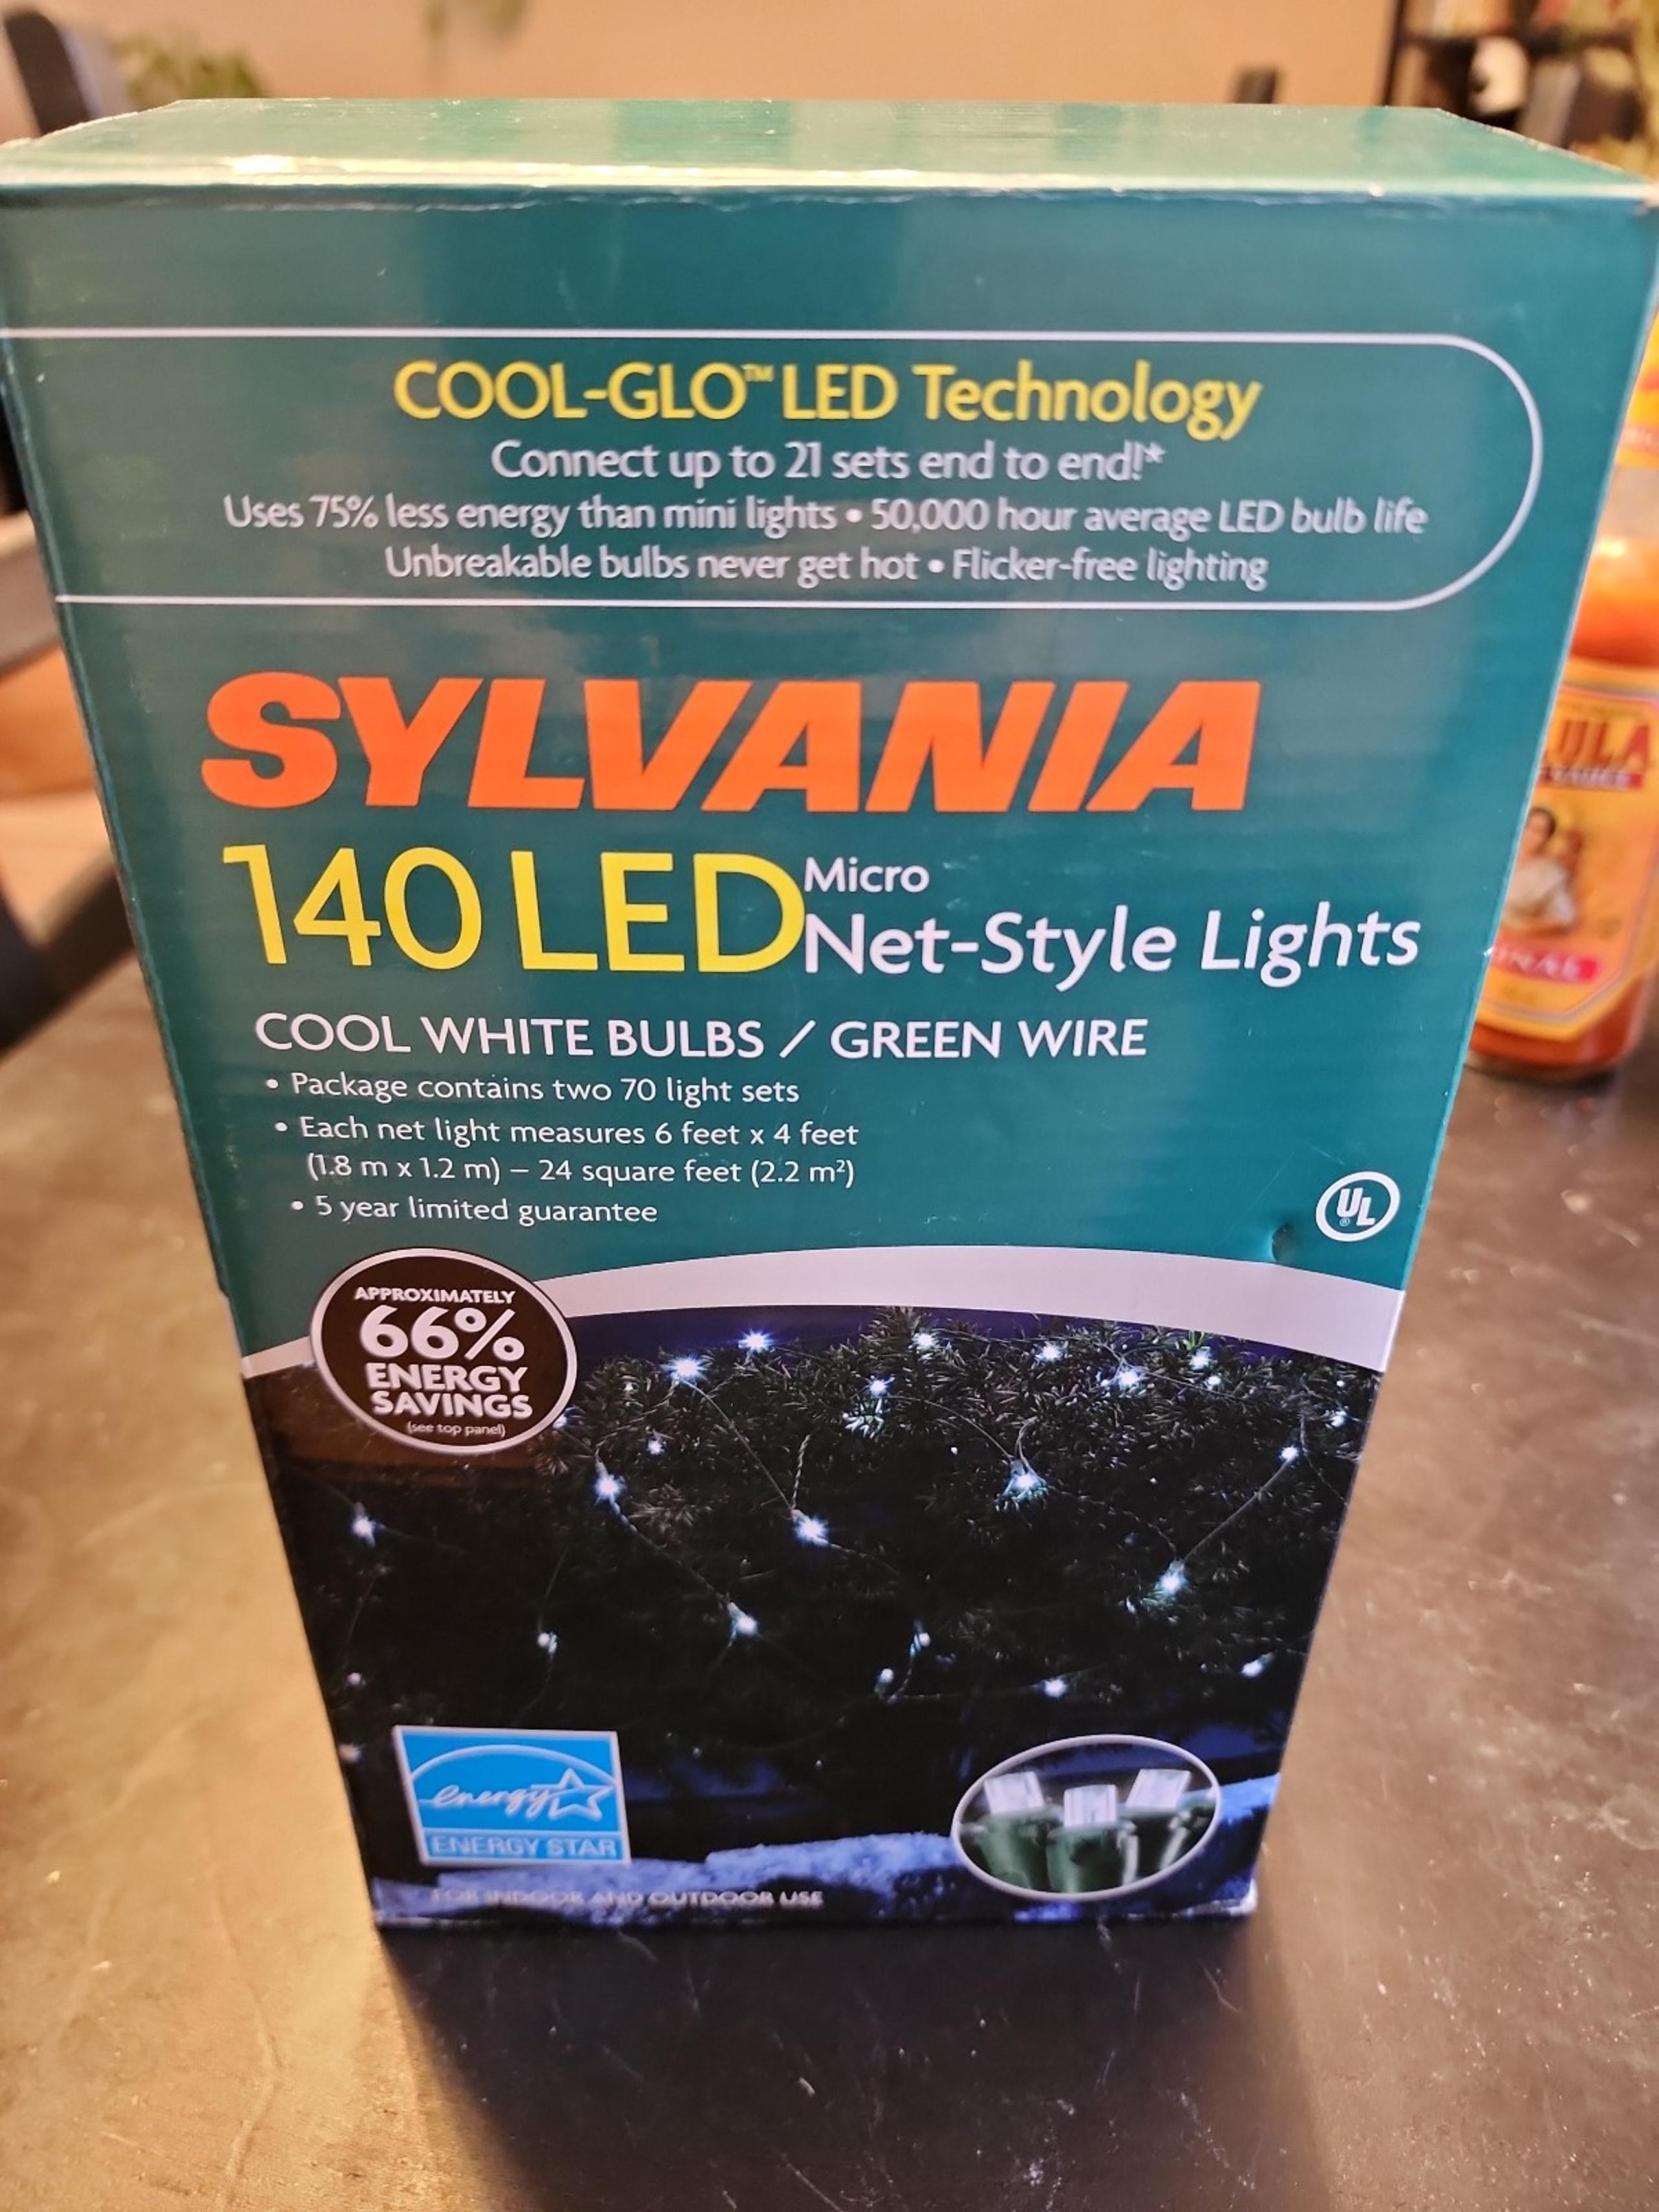 COOL-GLO™ LED Technology
Connect up to 21 sets end to end!*
Uses 75% less energy than mini lights • 50,000 hour average LED bulb life
Unbreakable bulbs never get hot • Flicker-free lighting
SYLVANIA
140 LED Micro
Net-Style Lights
COOL WHITE BULBS / GREEN WIRE
• Package contains two 70 light sets
• Each net light measures 6 feet x 4 feet
(1.8 m x 1.2 m) – 24 square feet (2.2 m²)
• 5 year limited guarantee
UL®
APPROXIMATELY
66%
ENERGY
SAVINGS
(see top panel)
energy
ENERGY STAR
FOR INDOOR AND OUTDOOR USE
ULA